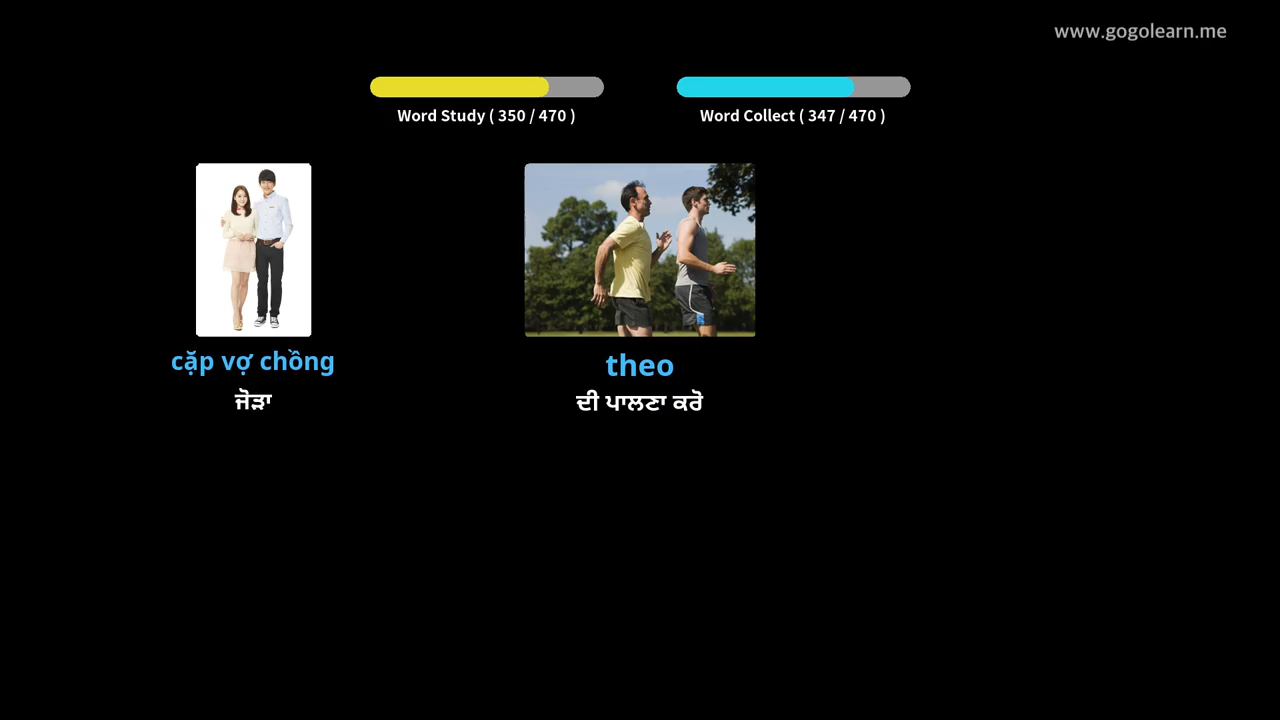 www.gogolearn.me
Word Study ( 350 / 470 )
Word Collect ( 347 / 470 )
cặp vợ chồng
ਜੋੜਾ
theo
ਦੀ ਪਾਲਣਾ ਕਰੋ